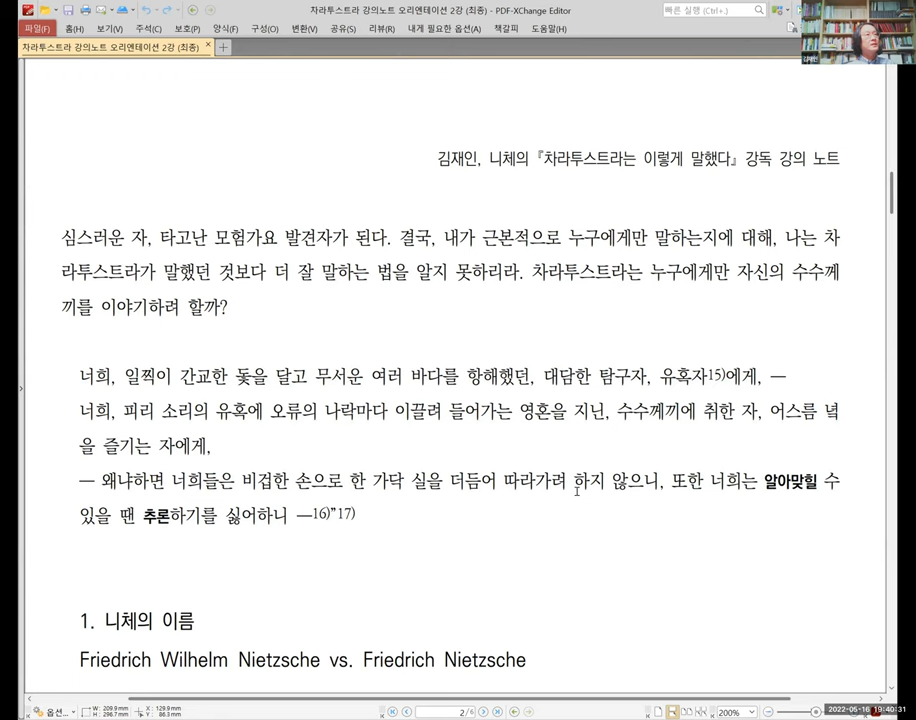 차라투스트라 강의노트 오리엔테이션 2강 (최종) - PDF-XChange Editor
빠른 실행 (Ctrl+.)
파일(F) 홈(H) 보기(V) 주석(C) 보호(P) 양식(F) 구성(O) 변환(V) 공유(S) 리뷰(R) 내게 필요한 옵션(A) 책갈피 도움말(H)
차라투스트라 강의노트 오리엔테이션 2강 (최종) ×
김재인, 니체의 『차라투스트라는 이렇게 말했다』 강독 강의 노트
심스러운 자, 타고난 모험가요 발견자가 된다. 결국, 내가 근본적으로 누구에게만 말하는지에 대해, 나는 차
라투스트라가 말했던 것보다 더 잘 말하는 법을 알지 못하리라. 차라투스트라는 누구에게만 자신의 수수께
끼를 이야기하려 할까?
너희, 일찍이 간교한 돛을 달고 무서운 여러 바다를 항해했던, 대담한 탐구자, 유혹자15)에게, ―
너희, 피리 소리의 유혹에 오류의 나락마다 이끌려 들어가는 영혼을 지닌, 수수께끼에 취한 자, 어스름 녘
을 즐기는 자에게,
― 왜냐하면 너희들은 비겁한 손으로 한 가닥 실을 더듬어 따라가려 하지 않으니, 또한 너희는 알아맞힐 수
있을 땐 추론하기를 싫어하니 ―16)”17)
1. 니체의 이름
Friedrich Wilhelm Nietzsche vs. Friedrich Nietzsche
옵션... W: 209.9mm X: 129.9mm 2/6 200%
H: 296.7mm Y: 86.3mm
2022-05-16 19:40:31